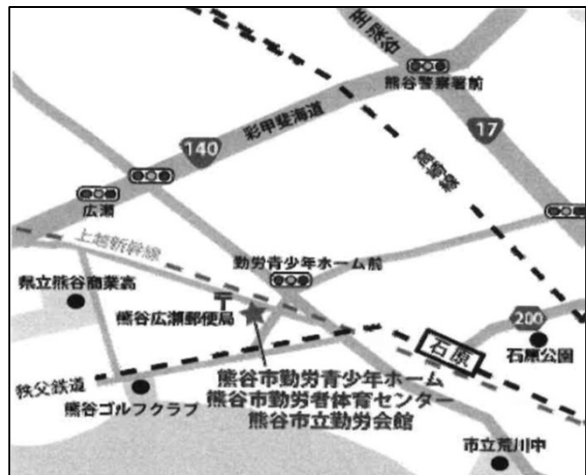 至深谷
熊谷警察署前
17
彩甲斐海道
140
高崎線
広瀬
上越新幹線
勤労青少年ホーム前
県立熊谷商業高
〒
熊谷広瀬郵便局
200
石原公園
石原
秩父鉄道
熊谷ゴルフクラブ
熊谷市勤労青少年ホーム
熊谷市勤労者体育センター
熊谷市立勤労会館
市立荒川中